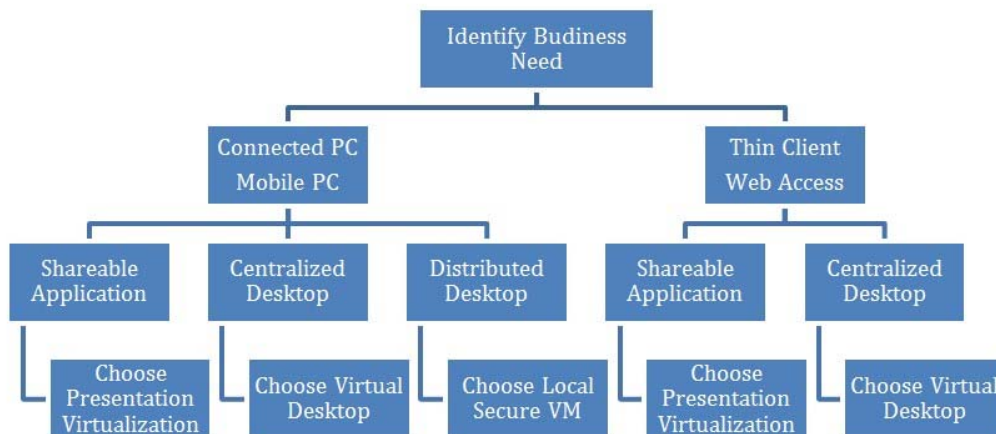 Identify Budiness
Need
Connected PC
Mobile PC
Thin Client
Web Access
Shareable
Application
Centralized
Desktop
Distributed
Desktop
Shareable
Application
Centralized
Desktop
Choose
Presentation
Virtualization
Choose Virtual
Desktop
Choose Local
Secure VM
Choose
Presentation
Virtualization
Choose Virtual
Desktop